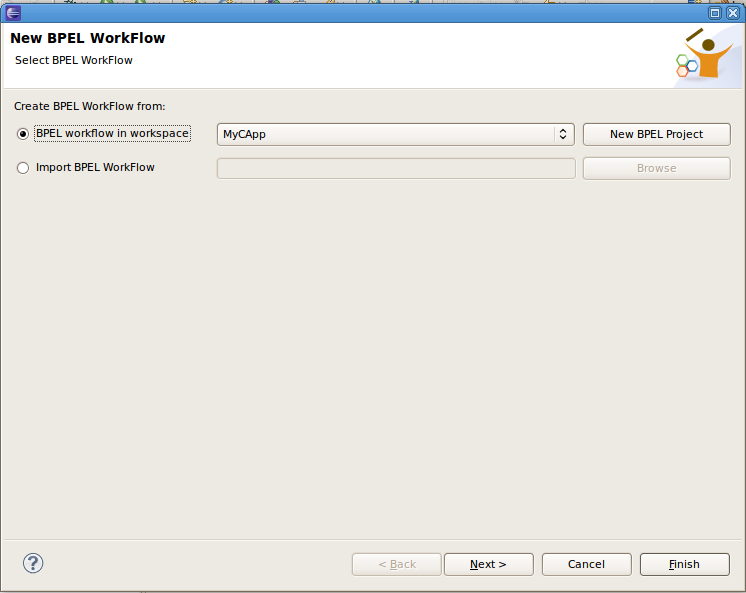 New BPEL WorkFlow
Select BPEL WorkFlow
Create BPEL WorkFlow from:
BPEL workflow in workspace MyCApp New BPEL Project
Import BPEL WorkFlow Browse
? < Back Next > Cancel Finish